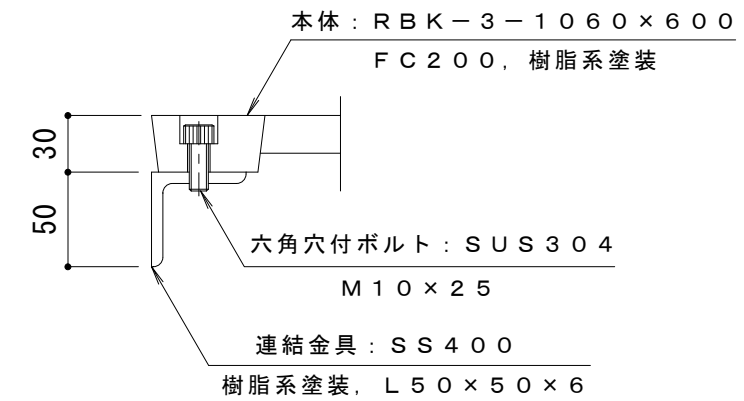 本体：ＲＢＫ－３－１０６０×６００
ＦＣ２００，樹脂系塗装
30
50
六角穴付ボルト：ＳＵＳ３０４
Ｍ１０×２５
連結金具：ＳＳ４００
樹脂系塗装，Ｌ５０×５０×６